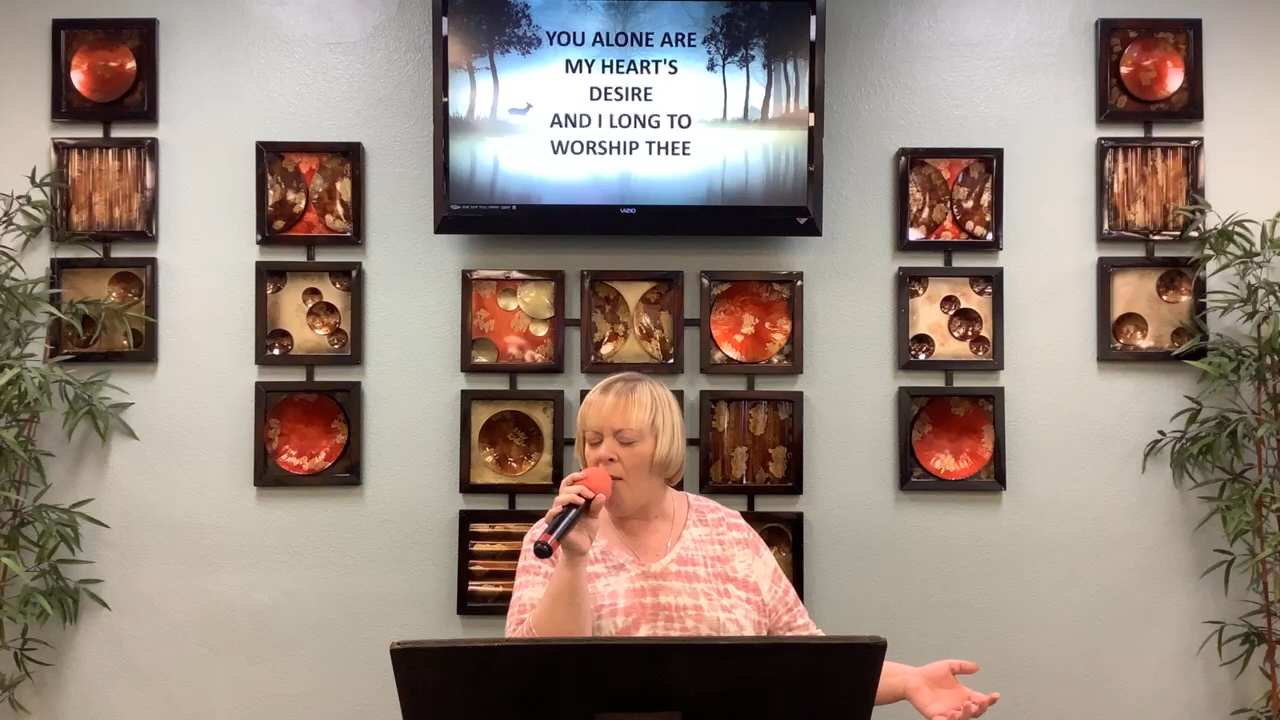 YOU ALONE ARE
MY HEART'S
DESIRE
AND I LONG TO
WORSHIP THEE
VIZIO